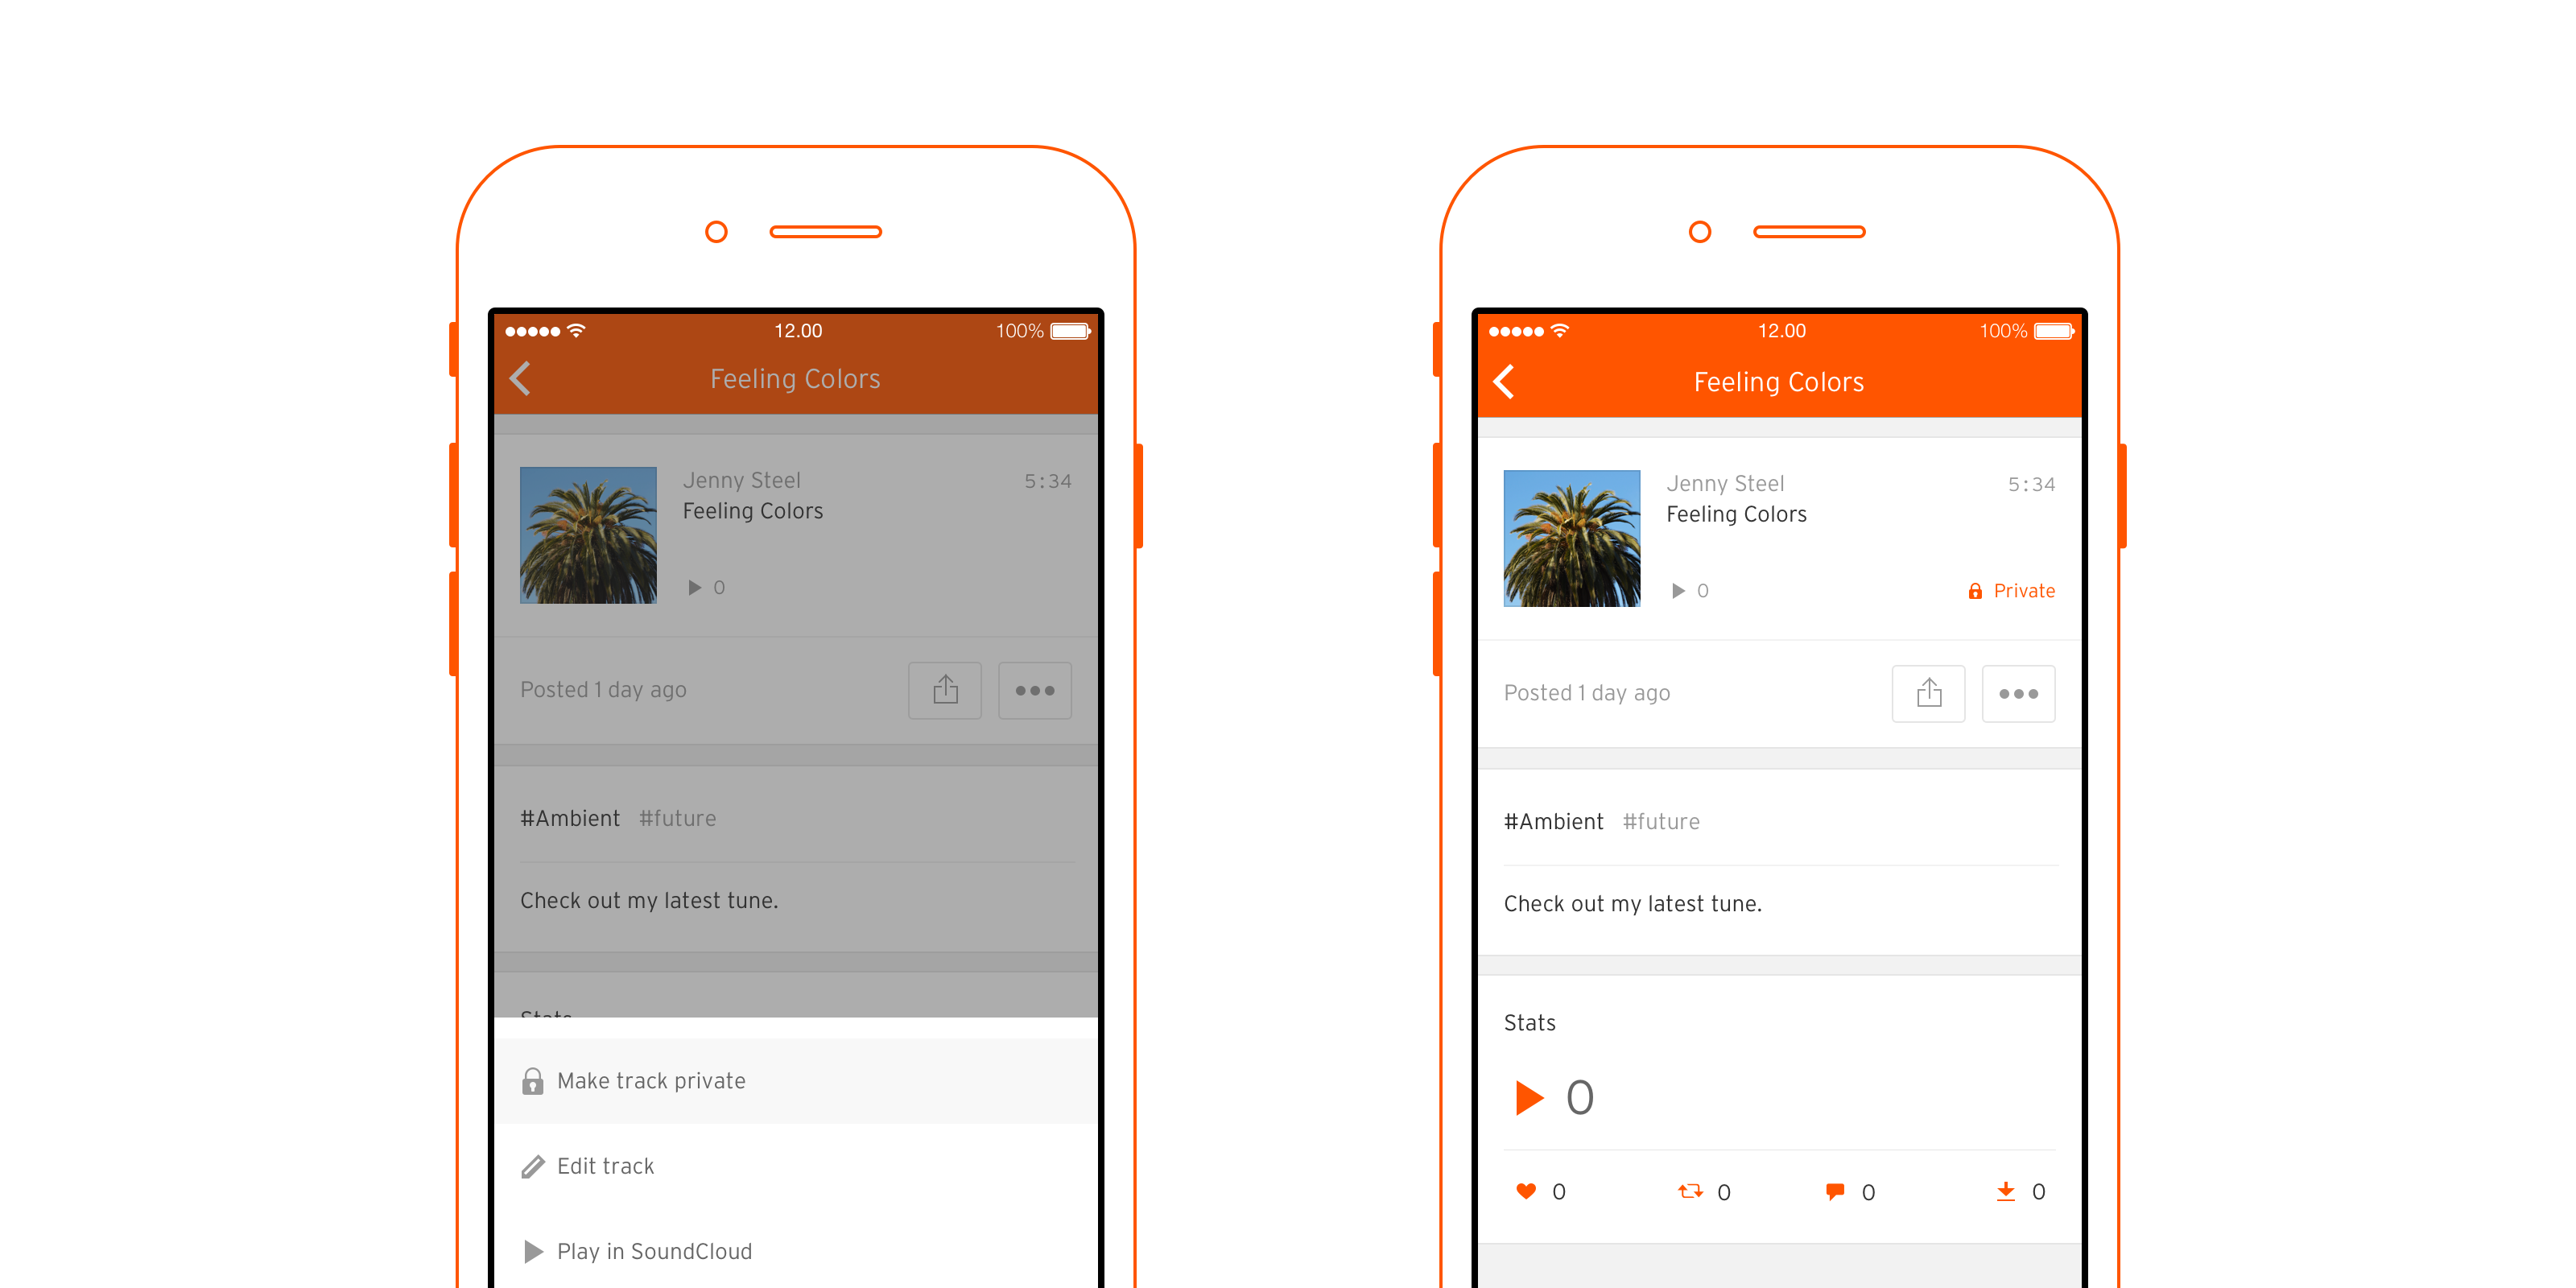 12.00
100%
Feeling Colors
Jenny Steel
5:34
Feeling Colors
0
Posted 1 day ago
#Ambient #future
Check out my latest tune.
Stats
Make track private
Edit track
Play in SoundCloud
12.00
100%
Feeling Colors
Jenny Steel
5:34
Feeling Colors
0
Private
Posted 1 day ago
#Ambient #future
Check out my latest tune.
Stats
0
0 0 0 0